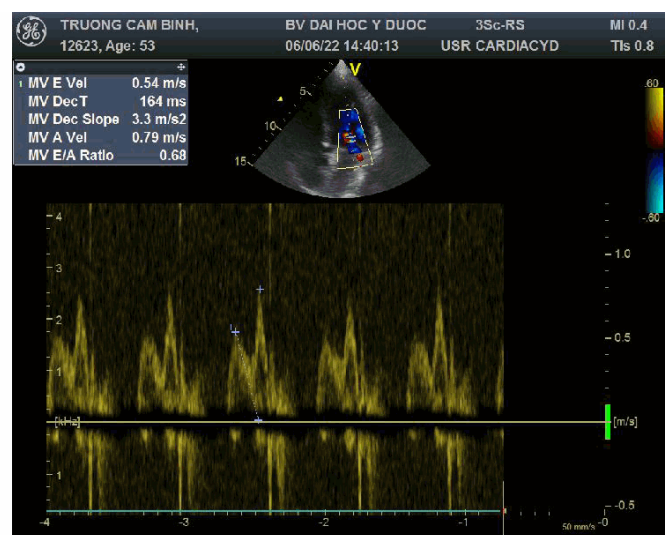 TRUONG CAM BINH, BV DAI HOC Y DUOC 3Sc-RS MI 0.4
12623, Age: 53 06/06/22 14:40:13 USR CARDIACYD TIs 0.8
1 MV E Vel 0.54 m/s
MV DecT 164 ms
MV Dec Slope 3.3 m/s2
MV A Vel 0.79 m/s
MV E/A Ratio 0.68
V
5
10
15
.60
-.60
4
3
2
1
[kHz]
1
1.0
0.5
[m/s]
-0.5
-4 -3 -2 -1 -0
50 mm/s